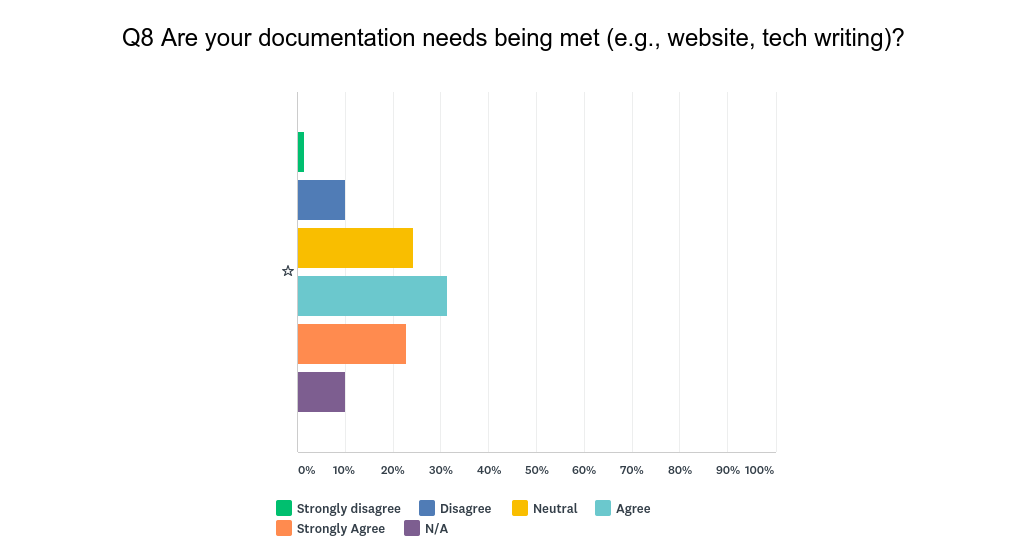 Q8 Are your documentation needs being met (e.g., website, tech writing)?
0% 10% 20% 30% 40% 50% 60% 70% 80% 90% 100%
Strongly disagree Disagree Neutral Agree
Strongly Agree N/A